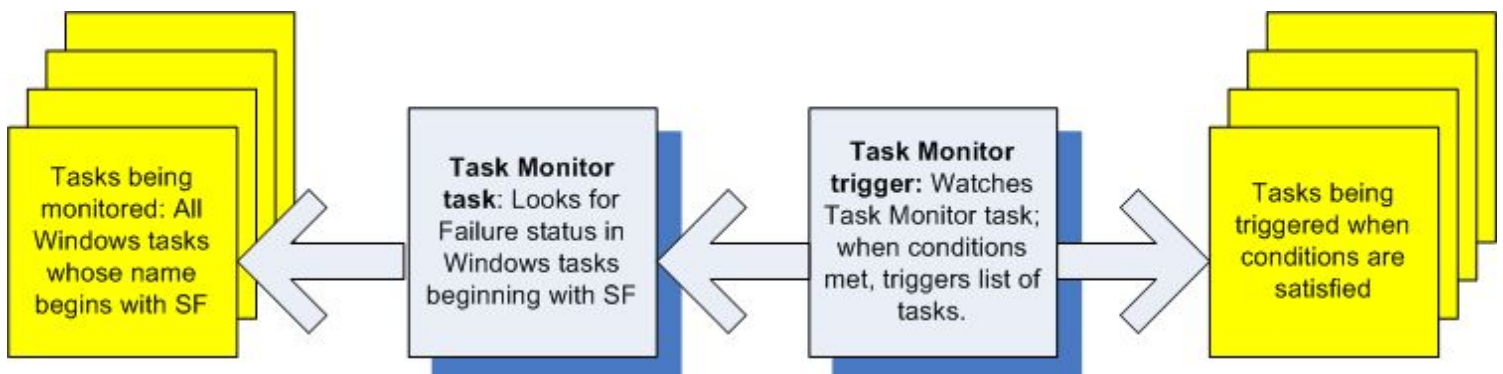 Tasks being
monitored: All
Windows tasks
whose name
begins with SF
Task Monitor
task: Looks for
Failure status in
Windows tasks
beginning with SF
Task Monitor
trigger: Watches
Task Monitor task;
when conditions
met, triggers list of
tasks.
Tasks being
triggered when
conditions are
satisfied